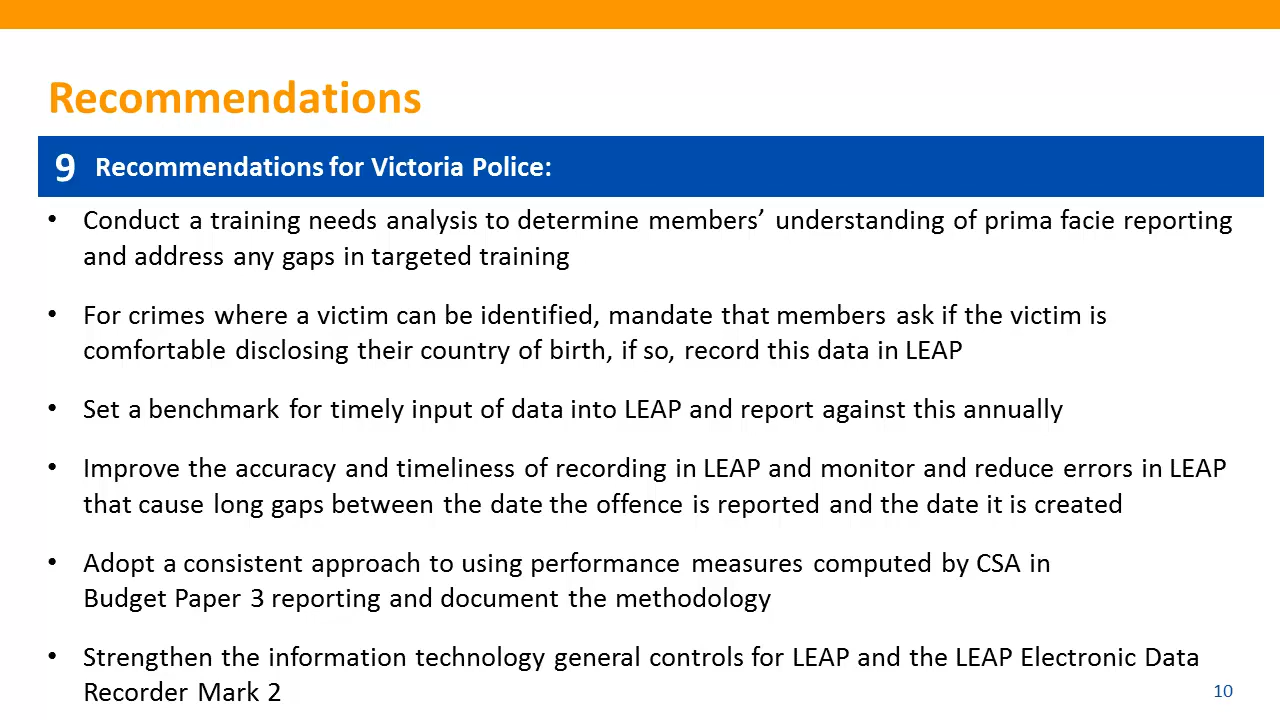 Recommendations
9 Recommendations for Victoria Police:
• Conduct a training needs analysis to determine members’ understanding of prima facie reporting
and address any gaps in targeted training
• For crimes where a victim can be identified, mandate that members ask if the victim is
comfortable disclosing their country of birth, if so, record this data in LEAP
• Set a benchmark for timely input of data into LEAP and report against this annually
• Improve the accuracy and timeliness of recording in LEAP and monitor and reduce errors in LEAP
that cause long gaps between the date the offence is reported and the date it is created
• Adopt a consistent approach to using performance measures computed by CSA in
Budget Paper 3 reporting and document the methodology
• Strengthen the information technology general controls for LEAP and the LEAP Electronic Data
Recorder Mark 2
10